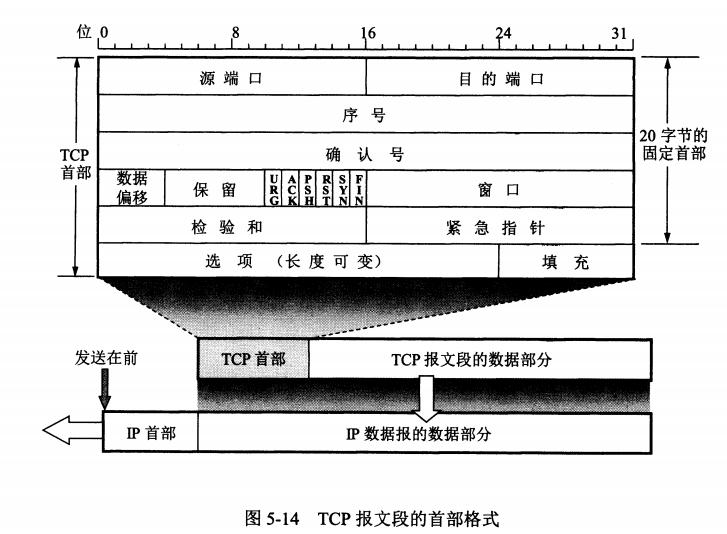 位 0 8 16 24 31
源端口 目的端口
序号
20 字节的
固定首部
TCP
首部
确认号
数据
偏移
保留
URG
ACK
PSH
RST
SYN
FIN
窗口
检验和 紧急指针
选项 (长度可变) 填充
发送在前
TCP 首部 TCP 报文段的数据部分
IP 首部 IP 数据报的数据部分
图 5-14 TCP 报文段的首部格式